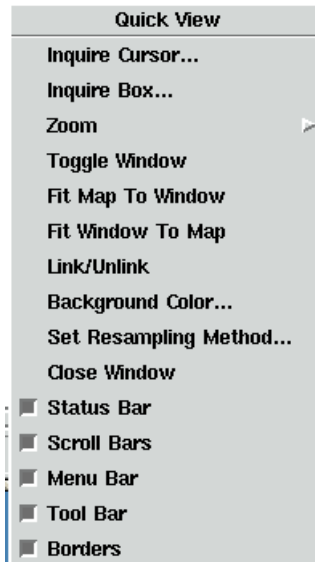 Quick View
Inquire Cursor...
Inquire Box...
Zoom
Toggle Window
Fit Map To Window
Fit Window To Map
Link/Unlink
Background Color...
Set Resampling Method...
Close Window
Status Bar
Scroll Bars
Menu Bar
Tool Bar
Borders